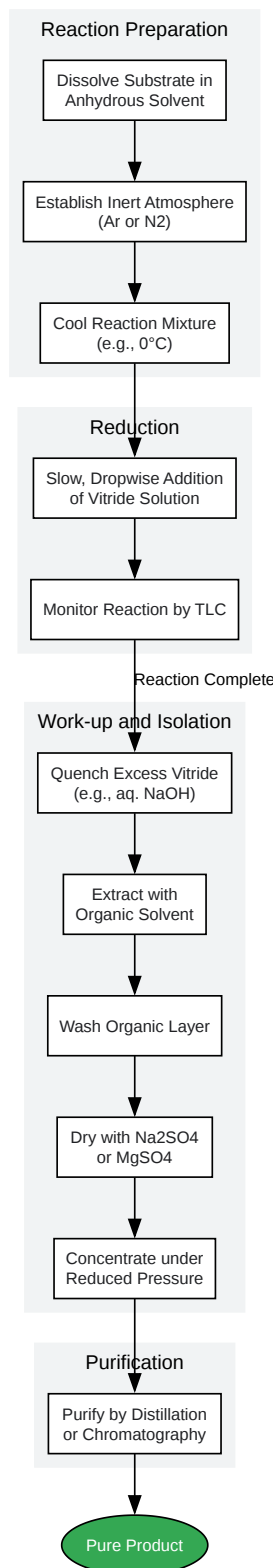 Reaction Preparation
Dissolve Substrate in
Anhydrous Solvent
Establish Inert Atmosphere
(Ar or N2)
Cool Reaction Mixture
(e.g., 0°C)
Reduction
Slow, Dropwise Addition
of Vitride Solution
Monitor Reaction by TLC
Reaction Complete
Work-up and Isolation
Quench Excess Vitride
(e.g., aq. NaOH)
Extract with
Organic Solvent
Wash Organic Layer
Dry with Na2SO4
or MgSO4
Concentrate under
Reduced Pressure
Purification
Purify by Distillation
or Chromatography
Pure Product